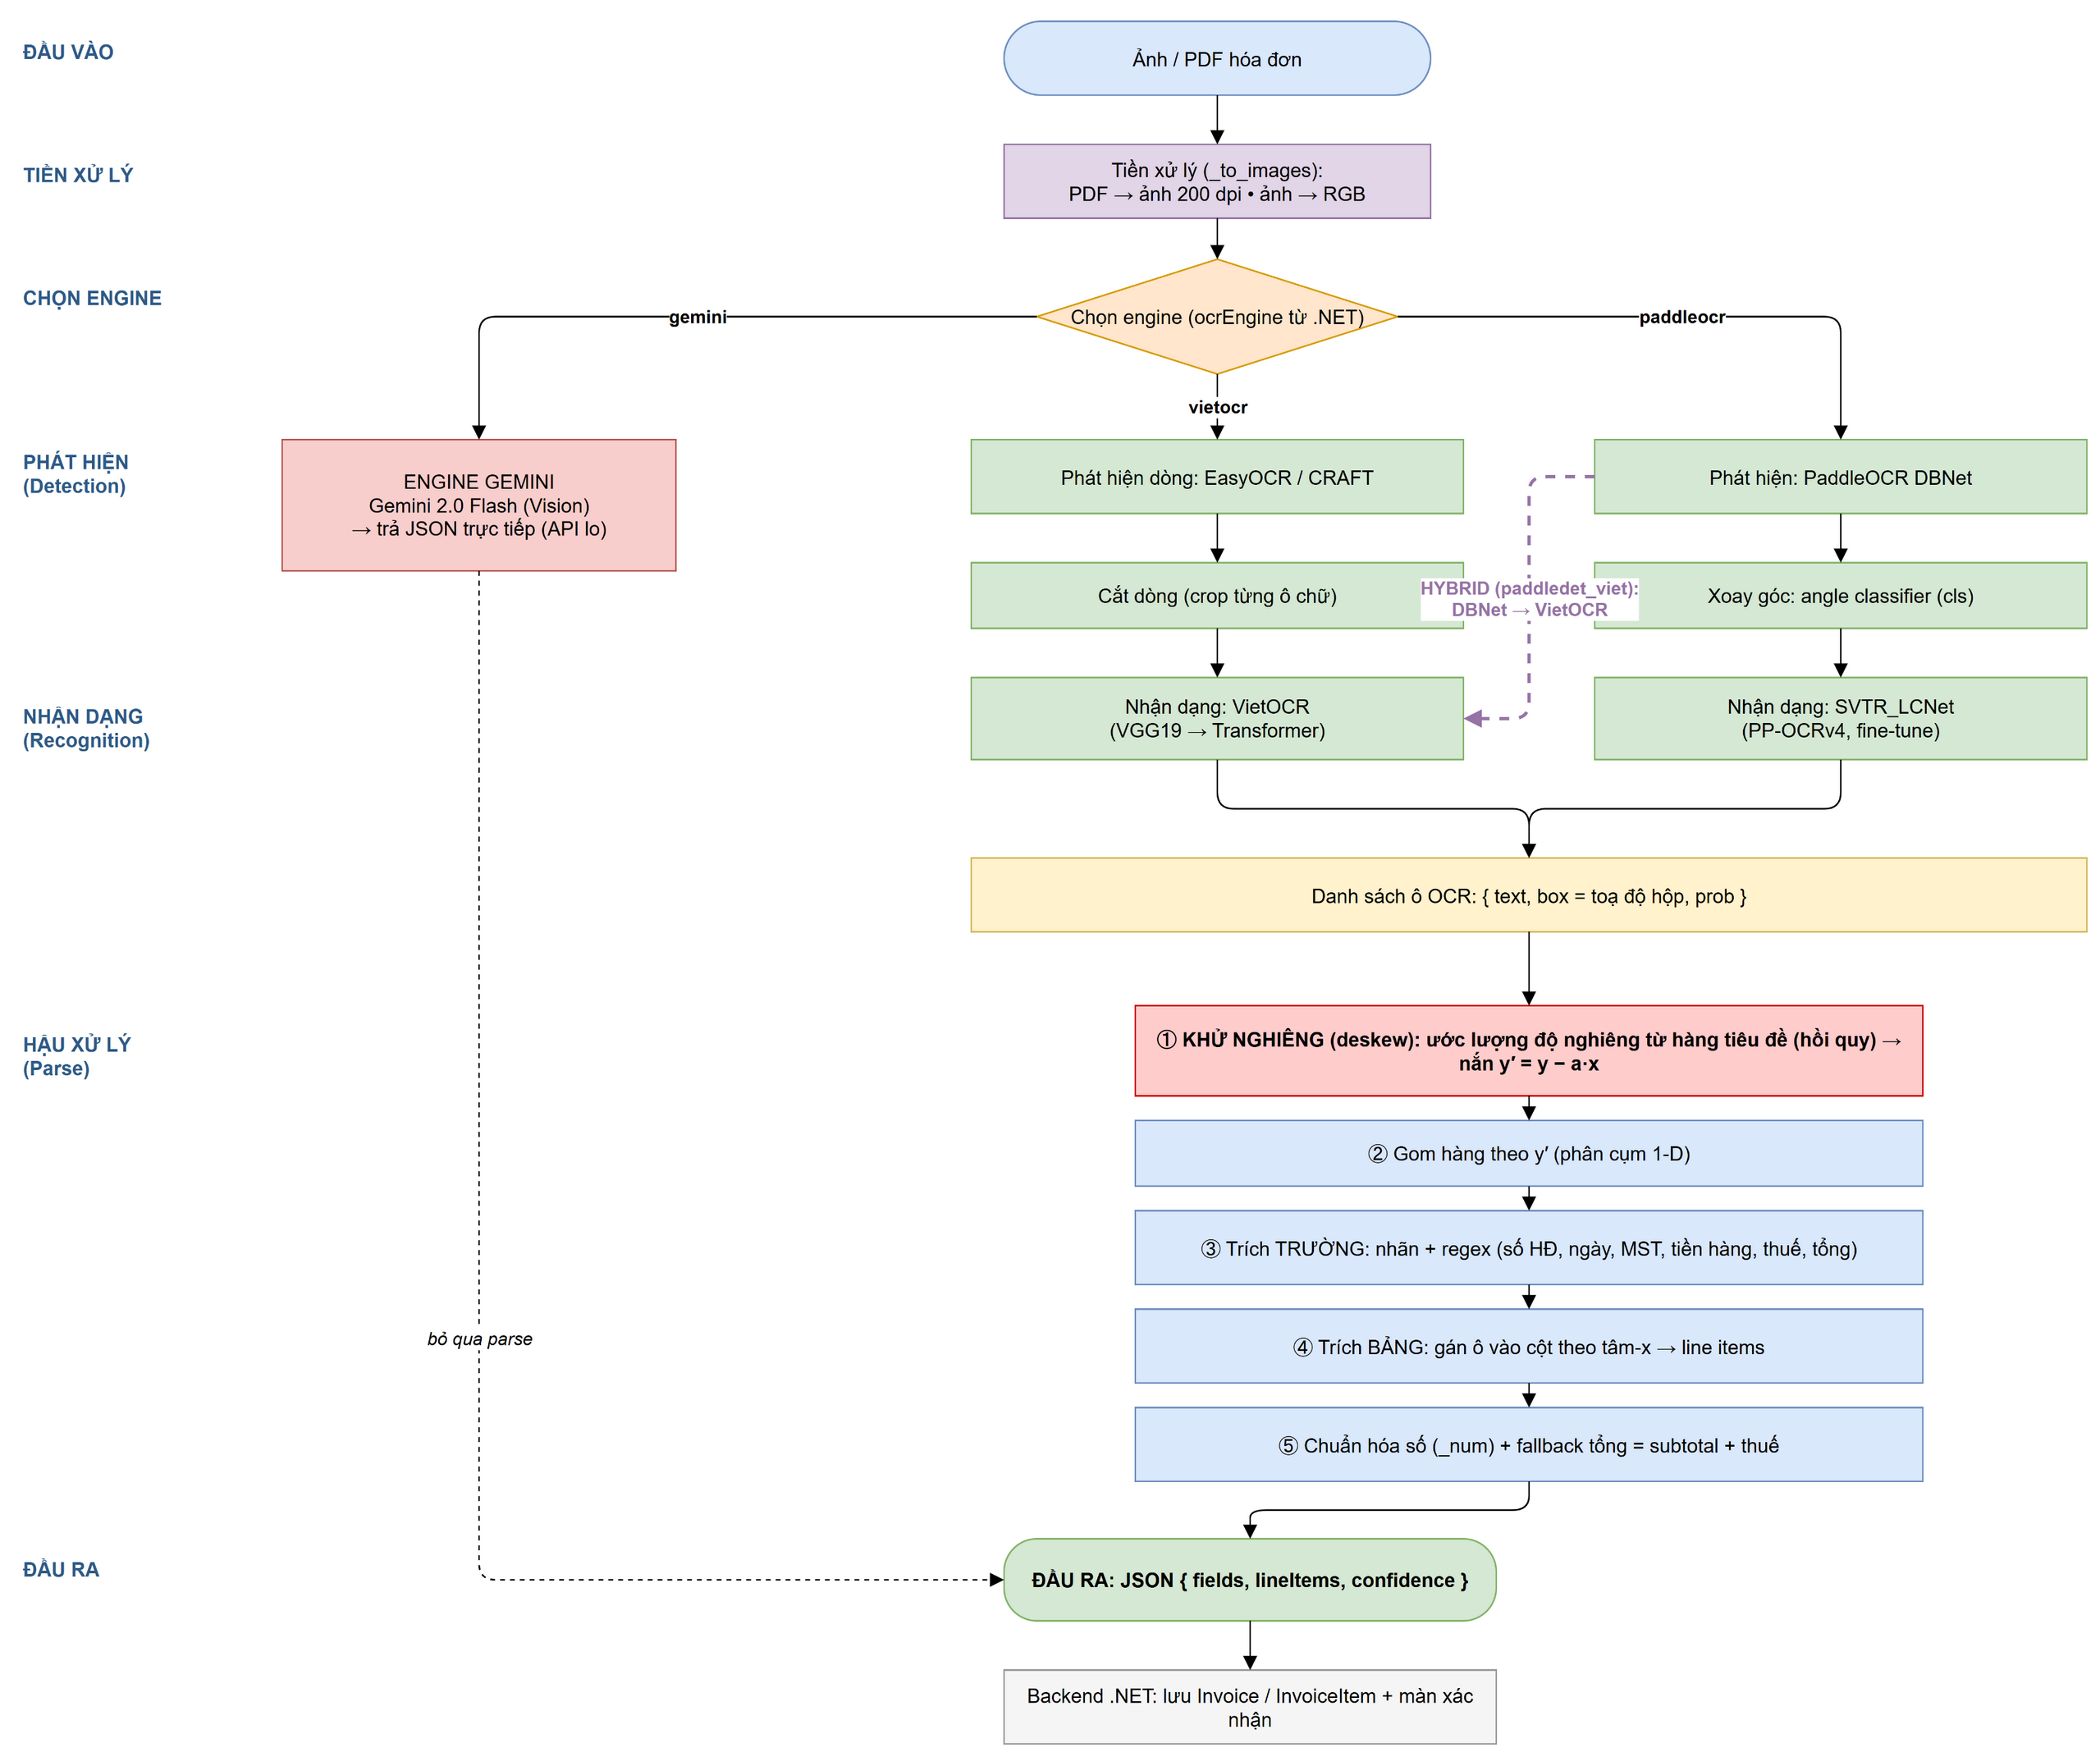 ĐẦU VÀO
Ảnh / PDF hóa đơn
TIỀN XỬ LÝ
Tiền xử lý (_to_images):
PDF → ảnh 200 dpi • ảnh → RGB
CHỌN ENGINE
Chọn engine (ocrEngine từ .NET)
gemini
paddleocr
vietocr
PHÁT HIỆN
(Detection)
ENGINE GEMINI
Gemini 2.0 Flash (Vision)
→ trả JSON trực tiếp (API lo)
Phát hiện dòng: EasyOCR / CRAFT
Phát hiện: PaddleOCR DBNet
Cắt dòng (crop từng ô chữ)
HYBRID (paddledet_viet):
DBNet → VietOCR
Xoay góc: angle classifier (cls)
NHẬN DẠNG
(Recognition)
Nhận dạng: VietOCR
(VGG19 → Transformer)
Nhận dạng: SVTR_LCNet
(PP-OCRv4, fine-tune)
Danh sách ô OCR: { text, box = toạ độ hộp, prob }
HẬU XỬ LÝ
(Parse)
① KHỬ NGHIÊNG (deskew): ước lượng độ nghiêng từ hàng tiêu đề (hồi quy) →
nắn y′ = y − a·x
② Gom hàng theo y′ (phân cụm 1-D)
③ Trích TRƯỜNG: nhãn + regex (số HĐ, ngày, MST, tiền hàng, thuế, tổng)
bỏ qua parse
④ Trích BẢNG: gán ô vào cột theo tâm-x → line items
⑤ Chuẩn hóa số (_num) + fallback tổng = subtotal + thuế
ĐẦU RA
ĐẦU RA: JSON { fields, lineItems, confidence }
Backend .NET: lưu Invoice / InvoiceItem + màn xác
nhận